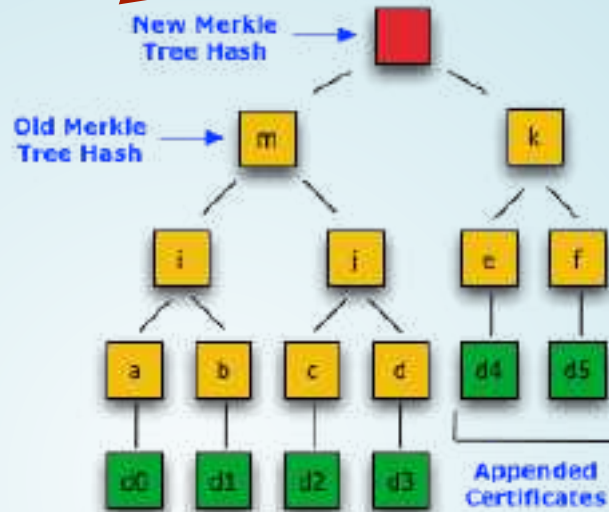 New Merkle
Tree Hash
Old Merkle
Tree Hash
m
k
i
j
e
f
a
b
c
d
d4
d5
d0
d1
d2
d3
Appended
Certificates